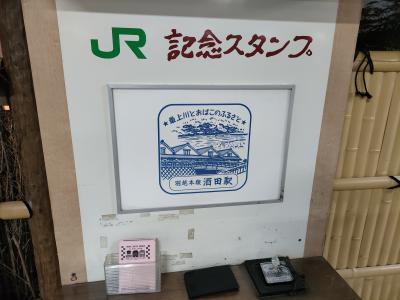 JR 記念スタンプ
★最上川とおばこのふるさと★
羽越本線 酒田駅